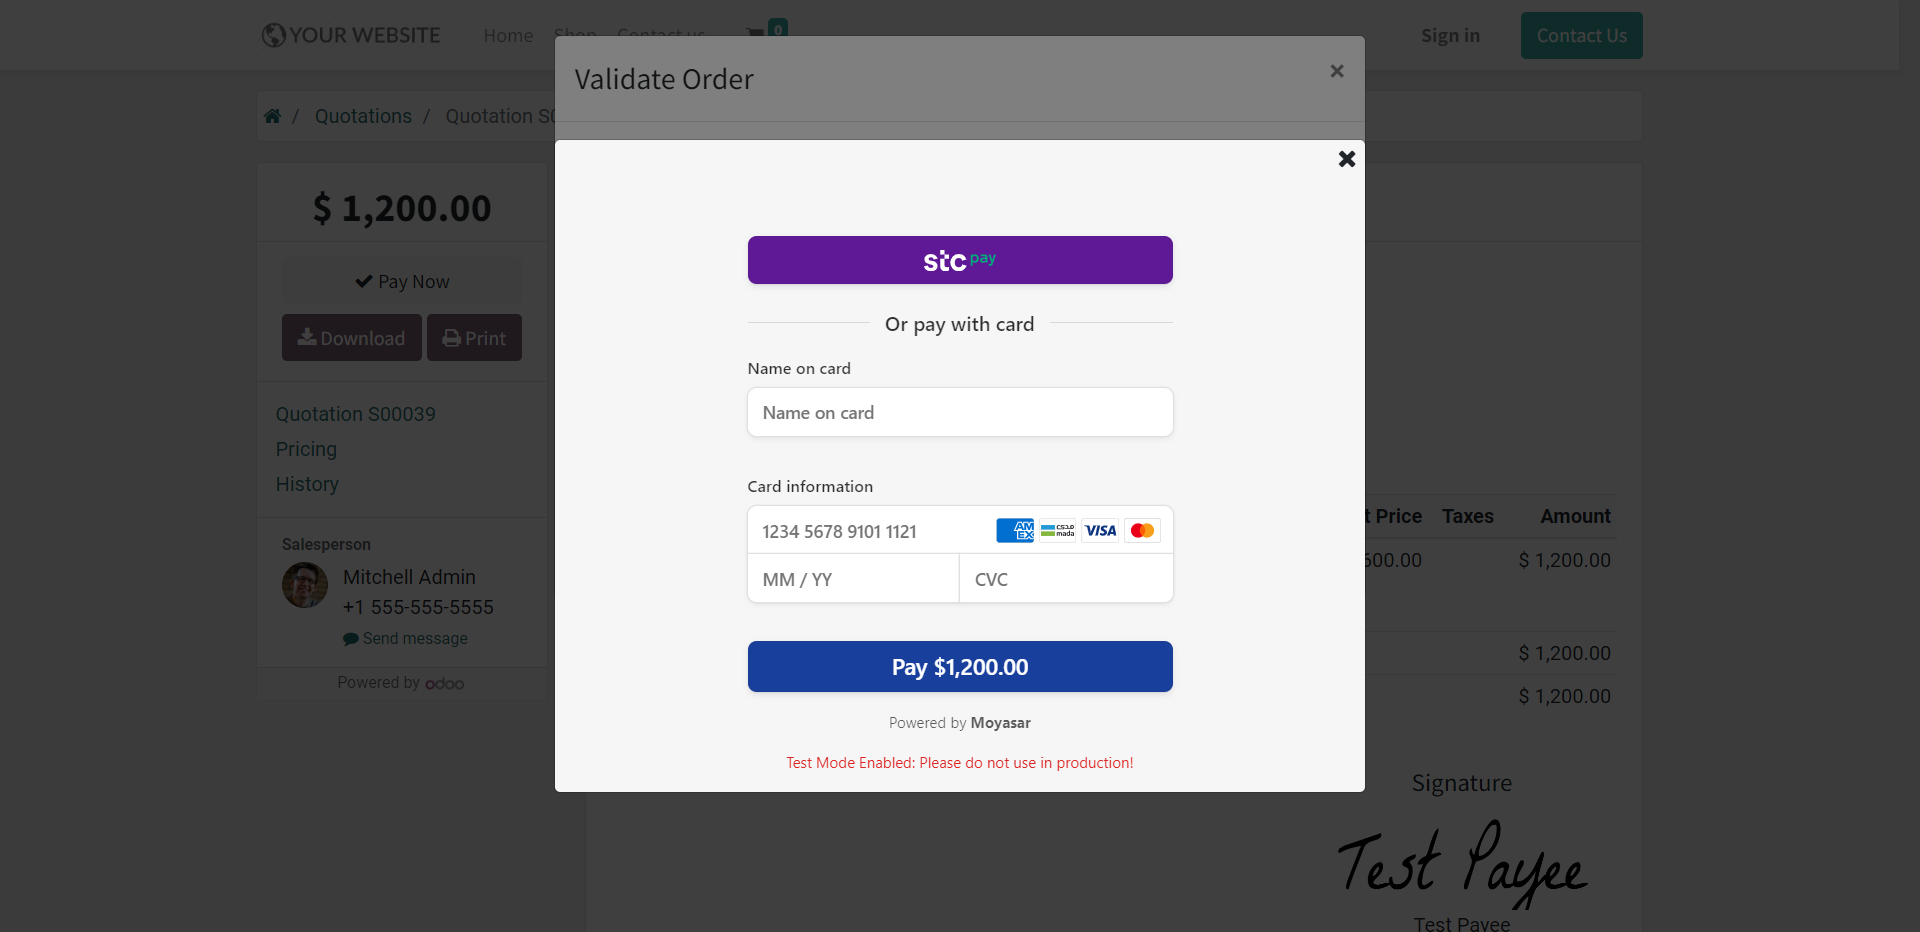 YOUR WEBSITE Home Shop Contact us 0 Sign in Contact Us
Validate Order ×
/ Quotations / Quotation S0
$ 1,200.00
Pay Now
Download Print
Quotation S00039
Pricing
History
Salesperson
Mitchell Admin
+1 555-555-5555
Send message
Powered by odoo
stc pay
Or pay with card
Name on card
Name on card
Card information
1234 5678 9101 1121 AM EX mada VISA
MM / YY CVC
Pay $1,200.00
Powered by Moyasar
Test Mode Enabled: Please do not use in production!
t Price Taxes Amount
600.00 $ 1,200.00
$ 1,200.00
$ 1,200.00
Signature
Test Payee
Test Payee